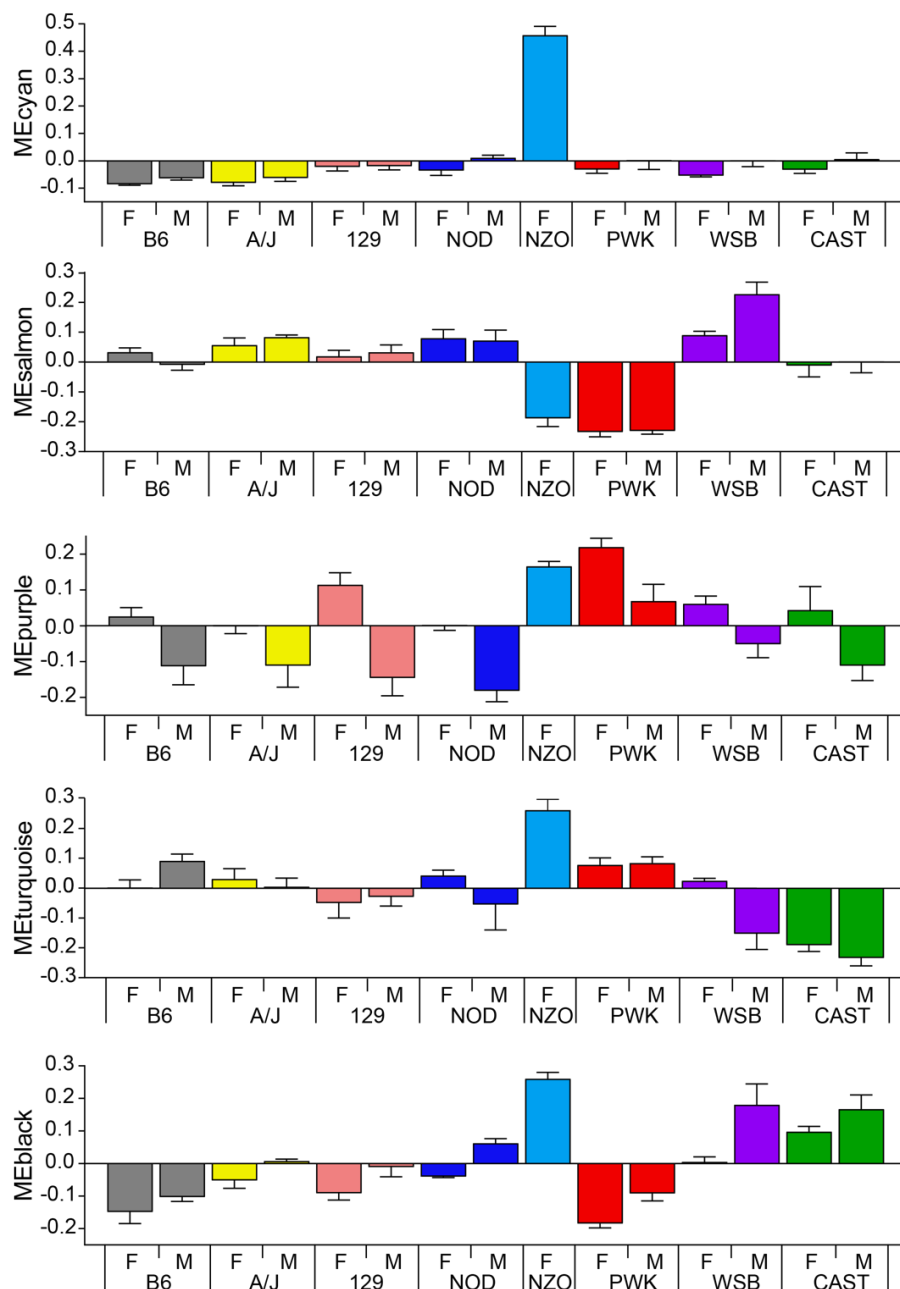 MEcyan
0.5
0.4
0.3
0.2
0.1
0.0
-0.1
F M F M F M F M F F M F M F M
B6 A/J 129 NOD NZO PWK WSB CAST
MEsalmon
0.3
0.2
0.1
0.0
-0.1
-0.2
-0.3
F M F M F M F M F F M F M F M
B6 A/J 129 NOD NZO PWK WSB CAST
MEpurple
0.2
0.1
0.0
-0.1
-0.2
F M F M F M F M F F M F M F M
B6 A/J 129 NOD NZO PWK WSB CAST
MEturquoise
0.3
0.2
0.1
0.0
-0.1
-0.2
-0.3
F M F M F M F M F F M F M F M
B6 A/J 129 NOD NZO PWK WSB CAST
MEblack
0.3
0.2
0.1
0.0
-0.1
-0.2
F M F M F M F M F F M F M F M
B6 A/J 129 NOD NZO PWK WSB CAST